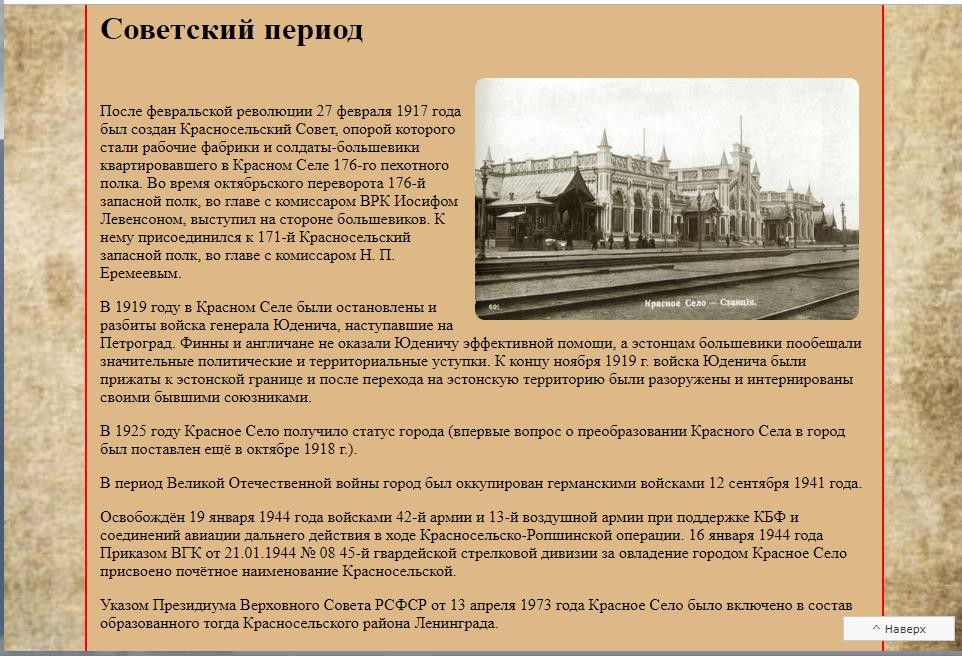 Советский период
После февральской революции 27 февраля 1917 года
был создан Красносельский Совет, опорой которого
стали рабочие фабрики и солдаты-большевики
квартировавшего в Красном Селе 176-го пехотного
полка. Во время октябрьского переворота 176-й
запасной полк, во главе с комиссаром ВРК Иосифом
Левенсоном, выступил на стороне большевиков. К
нему присоединился к 171-й Красносельский
запасной полк, во главе с комиссаром Н. П.
Еремеевым.
601.
Красное Село – Станція.
В 1919 году в Красном Селе были остановлены и
разбиты войска генерала Юденича, наступавшие на
Петроград. Финны и англичане не оказали Юденичу эффективной помощи, а эстонцам большевики пообещали
значительные политические и территориальные уступки. К концу ноября 1919 г. войска Юденича были
прижаты к эстонской границе и после перехода на эстонскую территорию были разоружены и интернированы
своими бывшими союзниками.
В 1925 году Красное Село получило статус города (впервые вопрос о преобразовании Красного Села в город
был поставлен ещё в октябре 1918 г.).
В период Великой Отечественной войны город был оккупирован германскими войсками 12 сентября 1941 года.
Освобождён 19 января 1944 года войсками 42-й армии и 13-й воздушной армии при поддержке КБФ и
соединений авиации дальнего действия в ходе Красносельско-Ропшинской операции. 16 января 1944 года
Приказом ВГК от 21.01.1944 № 08 45-й гвардейской стрелковой дивизии за овладение городом Красное Село
присвоено почётное наименование Красносельской.
Указом Президиума Верховного Совета РСФСР от 13 апреля 1973 года Красное Село было включено в состав
образованного тогда Красносельского района Ленинграда.
^ Наверх